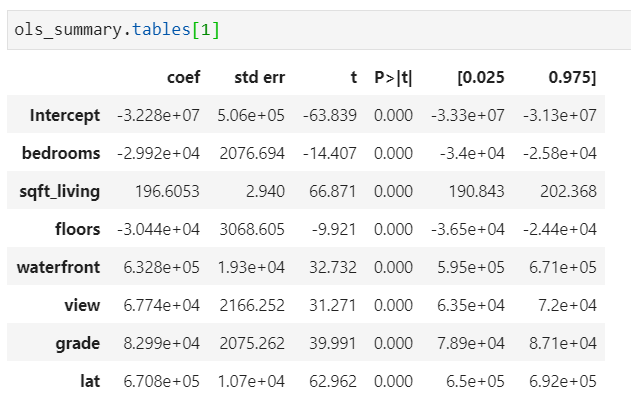 ols_summary.tables[1]
coef std err t P>|t| [0.025 0.975]
Intercept -3.228e+07 5.06e+05 -63.839 0.000 -3.33e+07 -3.13e+07
bedrooms -2.992e+04 2076.694 -14.407 0.000 -3.4e+04 -2.58e+04
sqft_living 196.6053 2.940 66.871 0.000 190.843 202.368
floors -3.044e+04 3068.605 -9.921 0.000 -3.65e+04 -2.44e+04
waterfront 6.328e+05 1.93e+04 32.732 0.000 5.95e+05 6.71e+05
view 6.774e+04 2166.252 31.271 0.000 6.35e+04 7.2e+04
grade 8.299e+04 2075.262 39.991 0.000 7.89e+04 8.71e+04
lat 6.708e+05 1.07e+04 62.962 0.000 6.5e+05 6.92e+05